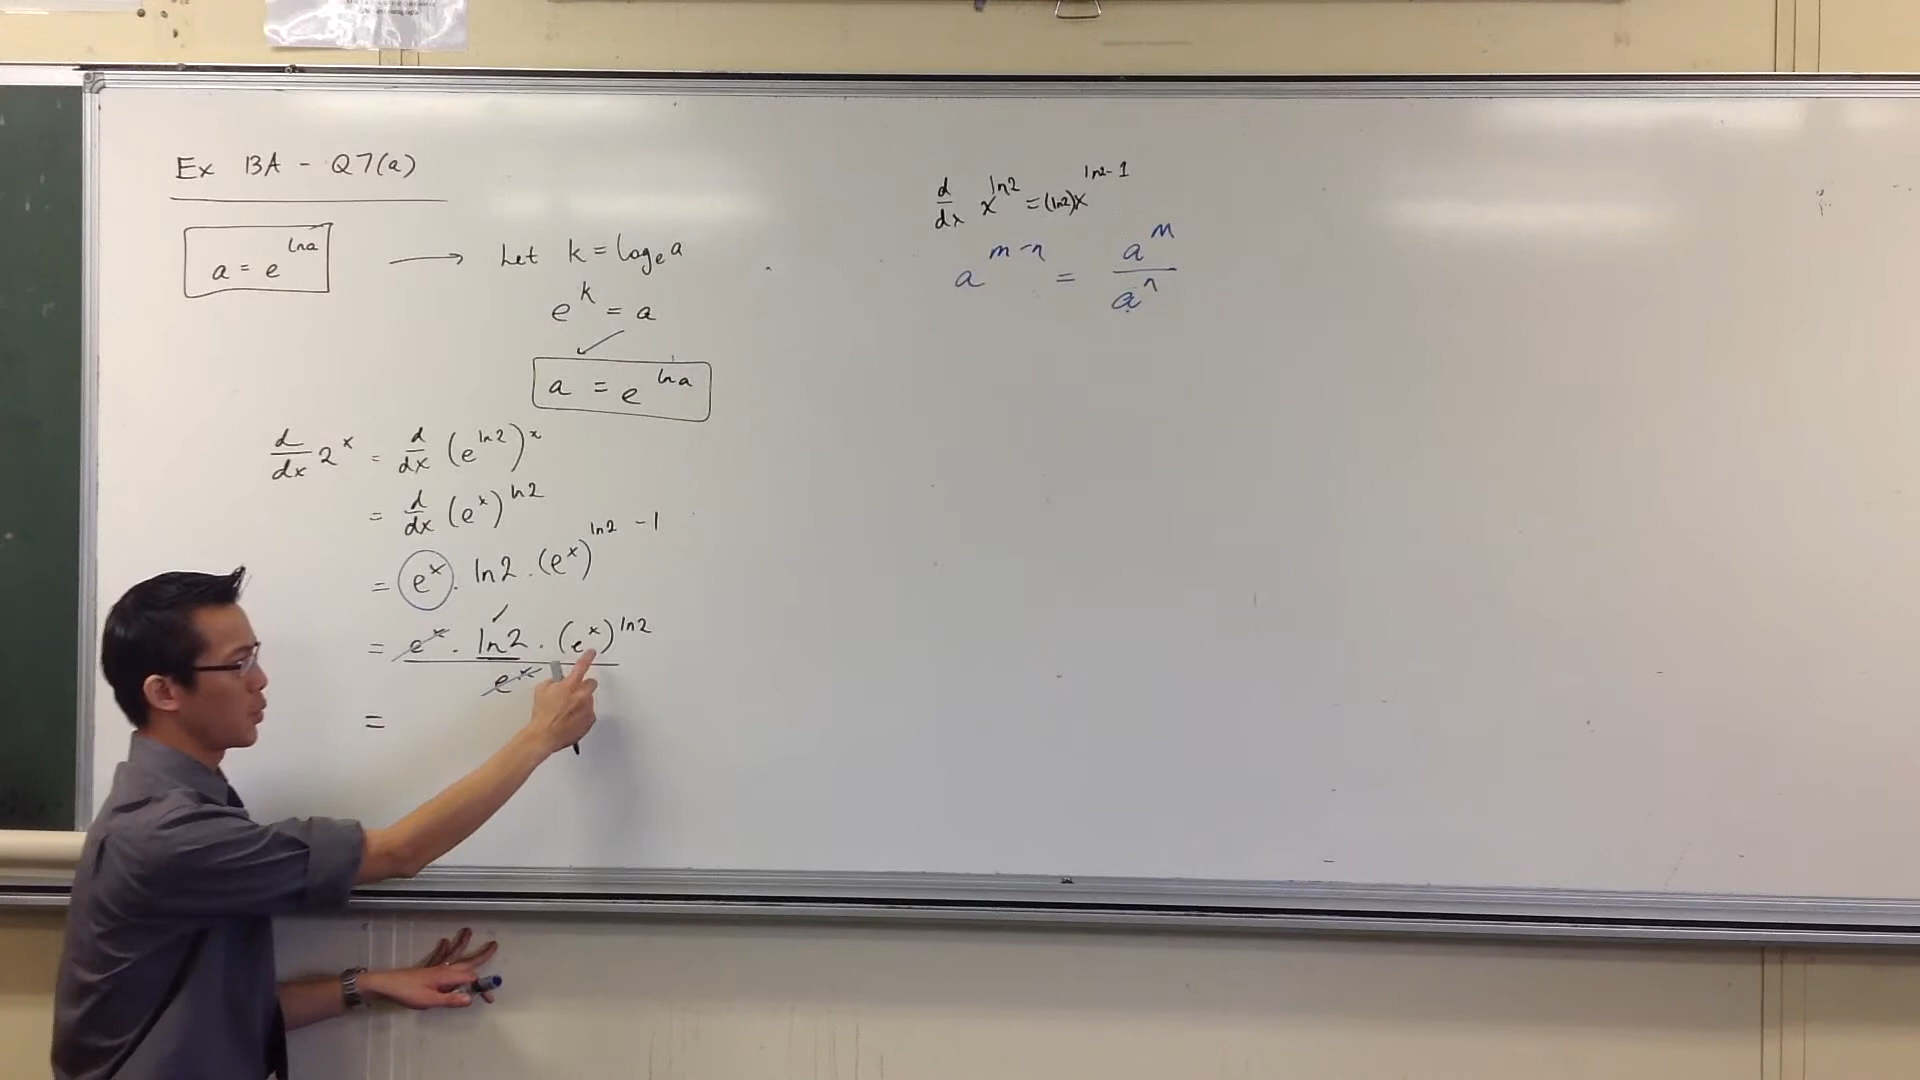 Ex 13A - Q7(a)
a = e^{ln a} → Let k = log_e a
e^k = a
a = e^{ln a}
d/dx 2^x = d/dx (e^{ln2})^x
= d/dx (e^x)^{ln2}
= e^x . ln2 . (e^x)^{ln2 - 1}
= e^x . ln2 . (e^x)^{ln2}
e^x
=
d/dx x^{ln2} = (ln2)x^{ln2-1}
a^{m-n} = a^m / a^n